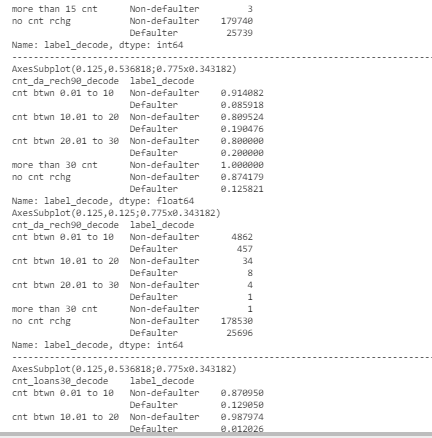 more than 15 cnt Non-defaulter 3
no cnt rchg Non-defaulter 179740
Defaulter 25739
Name: label_decode, dtype: int64
--------------------------------------------------------------------------------
AxesSubplot(0.125,0.536818;0.775x0.343182)
cnt_da_rech90_decode label_decode
cnt btwn 0.01 to 10 Non-defaulter 0.914082
Defaulter 0.085918
cnt btwn 10.01 to 20 Non-defaulter 0.809524
Defaulter 0.190476
cnt btwn 20.01 to 30 Non-defaulter 0.800000
Defaulter 0.200000
more than 30 cnt Non-defaulter 1.000000
no cnt rchg Non-defaulter 0.874179
Defaulter 0.125821
Name: label_decode, dtype: float64
AxesSubplot(0.125,0.125;0.775x0.343182)
cnt_da_rech90_decode label_decode
cnt btwn 0.01 to 10 Non-defaulter 4862
Defaulter 457
cnt btwn 10.01 to 20 Non-defaulter 34
Defaulter 8
cnt btwn 20.01 to 30 Non-defaulter 4
Defaulter 1
more than 30 cnt Non-defaulter 1
no cnt rchg Non-defaulter 178530
Defaulter 25696
Name: label_decode, dtype: int64
--------------------------------------------------------------------------------
AxesSubplot(0.125,0.536818;0.775x0.343182)
cnt_loans30_decode label_decode
cnt btwn 0.01 to 10 Non-defaulter 0.870950
Defaulter 0.129050
cnt btwn 10.01 to 20 Non-defaulter 0.987974
Defaulter 0.012026